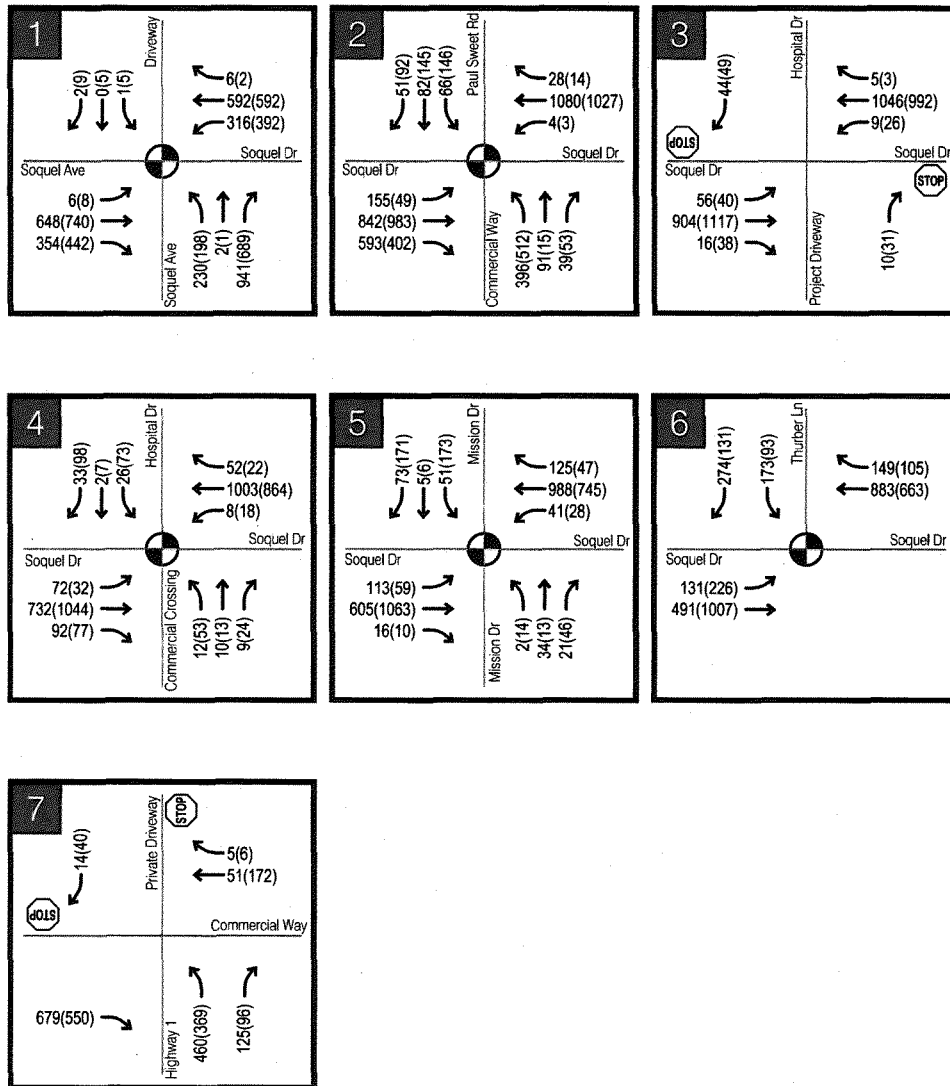 1
2(9)
0(5)
1(5)
Driveway
6(2)
592(592)
316(392)
Soquel Ave
Soquel Dr
6(8)
648(740)
354(442)
Soquel Ave
230(198)
2(1)
941(689)
2
51(92)
82(145)
66(146)
Paul Sweet Rd
28(14)
1080(1027)
4(3)
Soquel Dr
Soquel Dr
155(49)
842(983)
593(402)
Commercial Way
396(512)
91(15)
39(53)
3
44(49)
Hospital Dr
5(3)
1046(992)
9(26)
STOP
Soquel Dr
Soquel Dr
STOP
56(40)
904(1117)
16(38)
Project Driveway
10(31)
4
33(98)
2(7)
26(73)
Hospital Dr
52(22)
1003(864)
8(18)
Soquel Dr
Soquel Dr
72(32)
732(1044)
92(77)
Commercial Crossing
12(53)
10(13)
9(24)
5
73(171)
5(6)
51(173)
Mission Dr
125(47)
988(745)
41(28)
Soquel Dr
Soquel Dr
113(59)
605(1063)
16(10)
Mission Dr
2(14)
34(13)
21(46)
6
274(131)
173(93)
Thurber Ln
149(105)
883(663)
Soquel Dr
Soquel Dr
131(226)
491(1007)
7
14(40)
Private Driveway
STOP
5(6)
51(172)
STOP
Commercial Way
679(550)
Highway 1
460(369)
125(96)